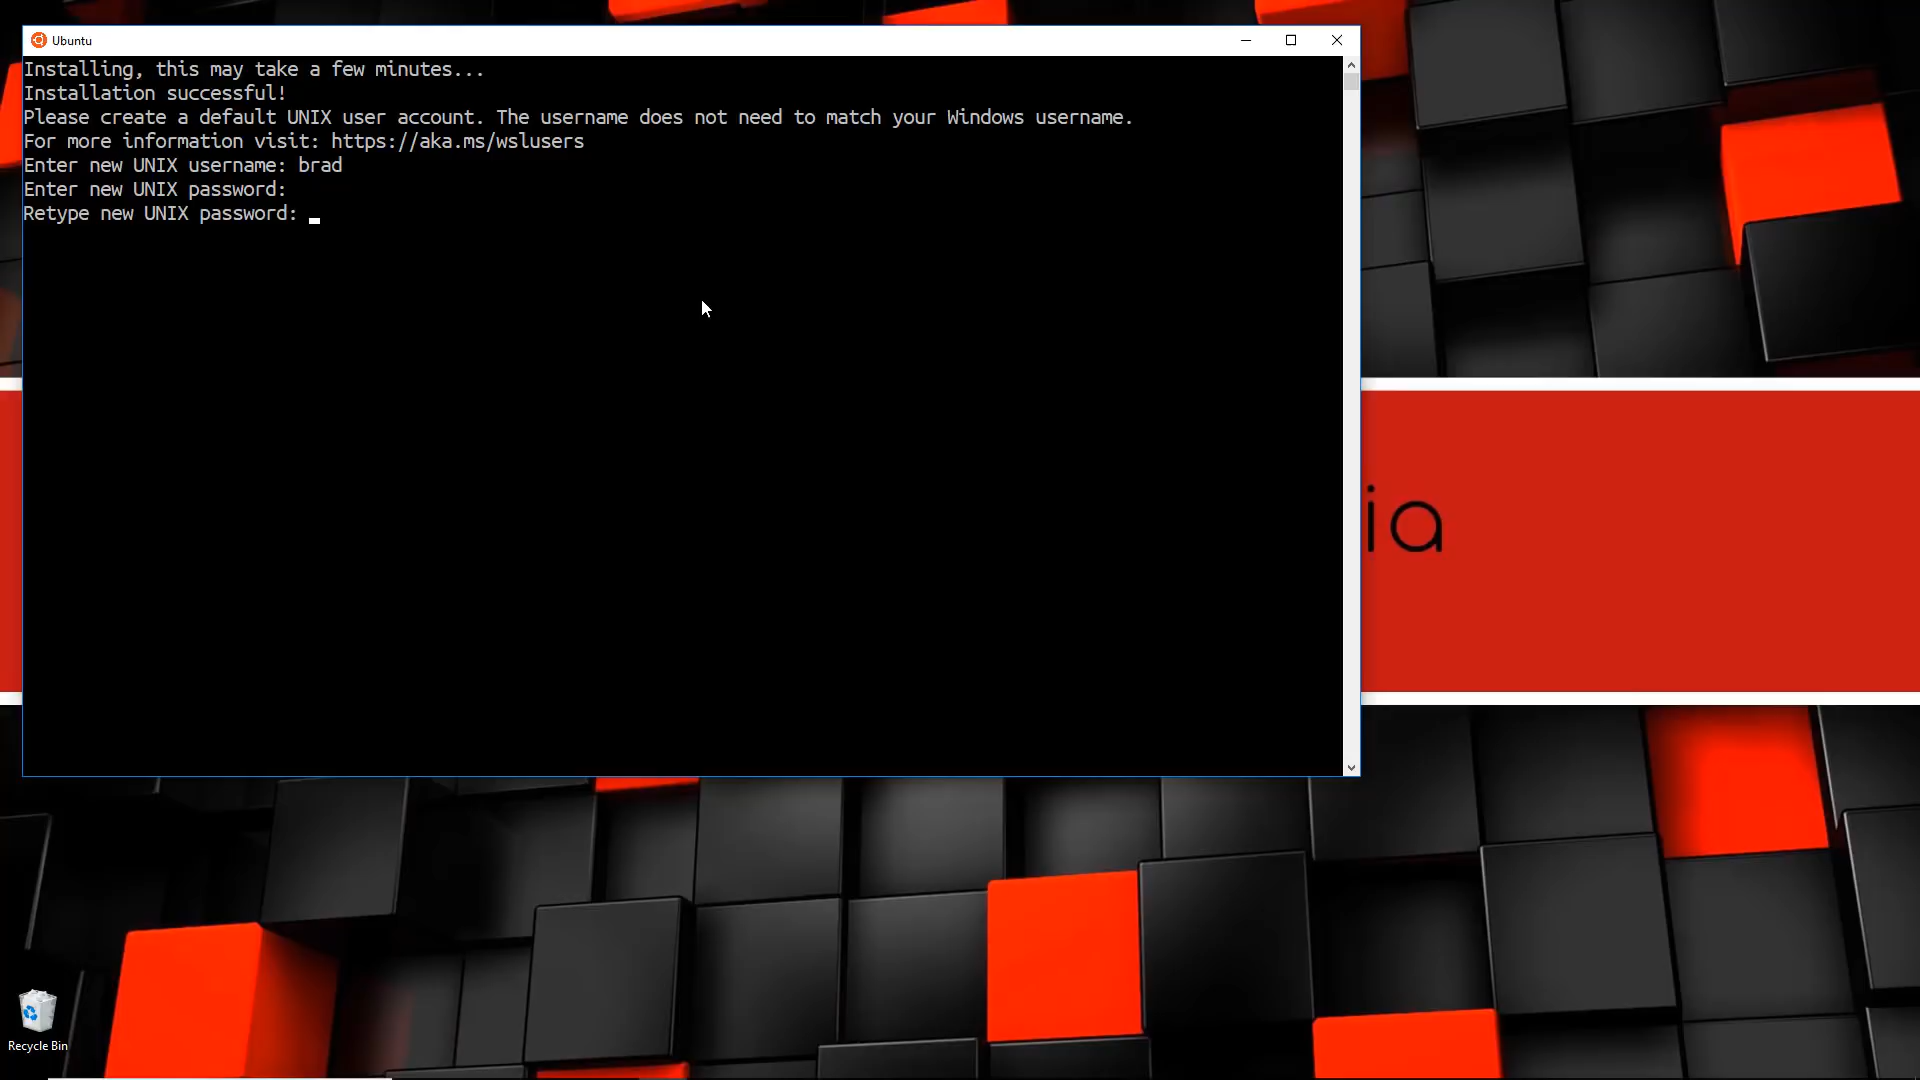 Ubuntu
Installing, this may take a few minutes...
Installation successful!
Please create a default UNIX user account. The username does not need to match your Windows username.
For more information visit: https://aka.ms/wslusers
Enter new UNIX username: brad
Enter new UNIX password:
Retype new UNIX password:
ia
Recycle Bin